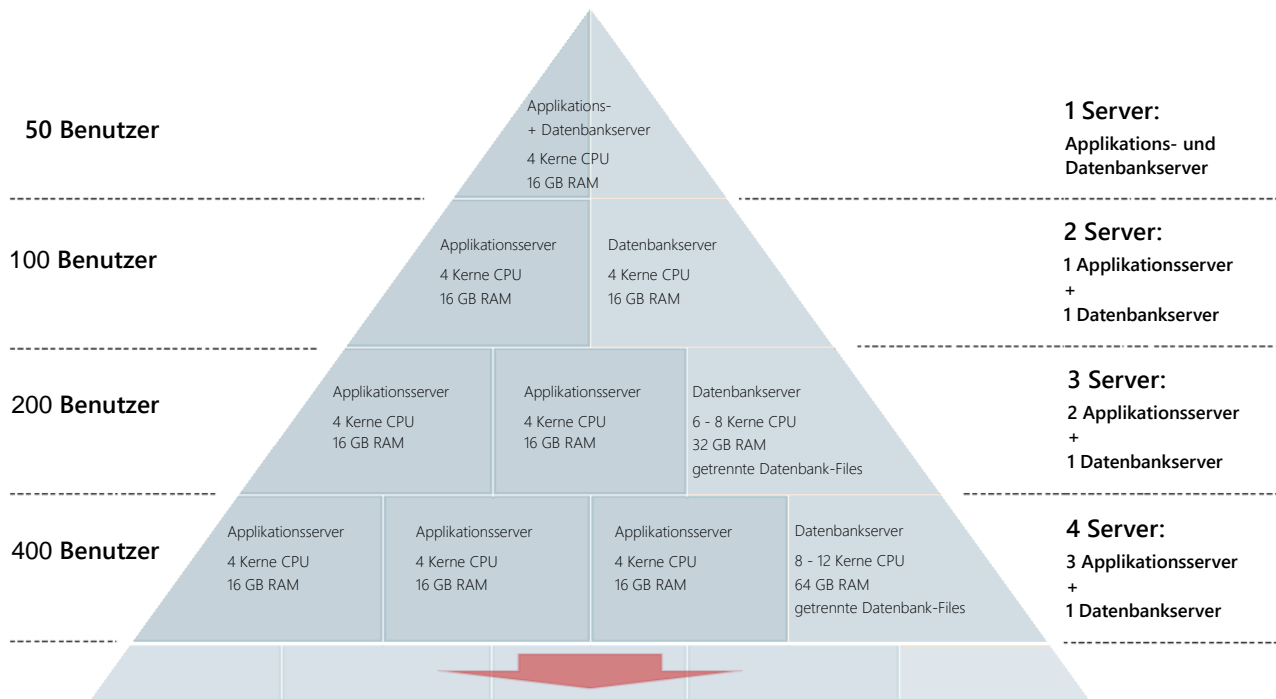 50 Benutzer
Applikations-
+ Datenbankserver
4 Kerne CPU
16 GB RAM
1 Server:
Applikations- und
Datenbankserver
100 Benutzer
Applikationsserver
4 Kerne CPU
16 GB RAM
Datenbankserver
4 Kerne CPU
16 GB RAM
2 Server:
1 Applikationsserver
+
1 Datenbankserver
200 Benutzer
Applikationsserver
4 Kerne CPU
16 GB RAM
Applikationsserver
4 Kerne CPU
16 GB RAM
Datenbankserver
6 - 8 Kerne CPU
32 GB RAM
getrennte Datenbank-Files
3 Server:
2 Applikationsserver
+
1 Datenbankserver
400 Benutzer
Applikationsserver
4 Kerne CPU
16 GB RAM
Applikationsserver
4 Kerne CPU
16 GB RAM
Applikationsserver
4 Kerne CPU
16 GB RAM
Datenbankserver
8 - 12 Kerne CPU
64 GB RAM
getrennte Datenbank-Files
4 Server:
3 Applikationsserver
+
1 Datenbankserver